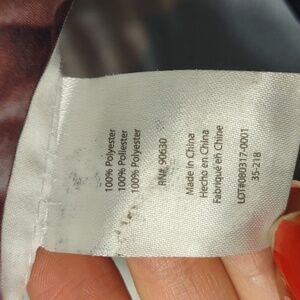 100% Polyester
100% Poliester
100% Polyester
RN# 90630
Made in China
Hecho en China
Fabriqué en Chine
LOT#080317-0001
35-218